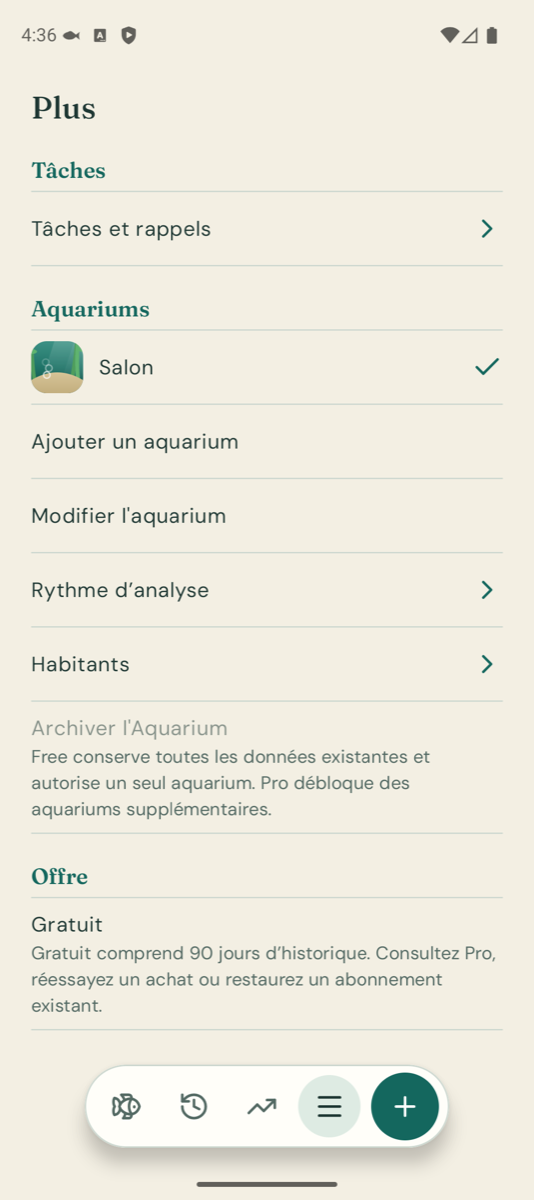 4:36
Plus
Tâches
Tâches et rappels
Aquariums
Salon
Ajouter un aquarium
Modifier l'aquarium
Rythme d’analyse
Habitants
Archiver l'Aquarium
Free conserve toutes les données existantes et
autorise un seul aquarium. Pro débloque des
aquariums supplémentaires.
Offre
Gratuit
Gratuit comprend 90 jours d’historique. Consultez Pro,
réessayez un achat ou restaurez un abonnement
existant.